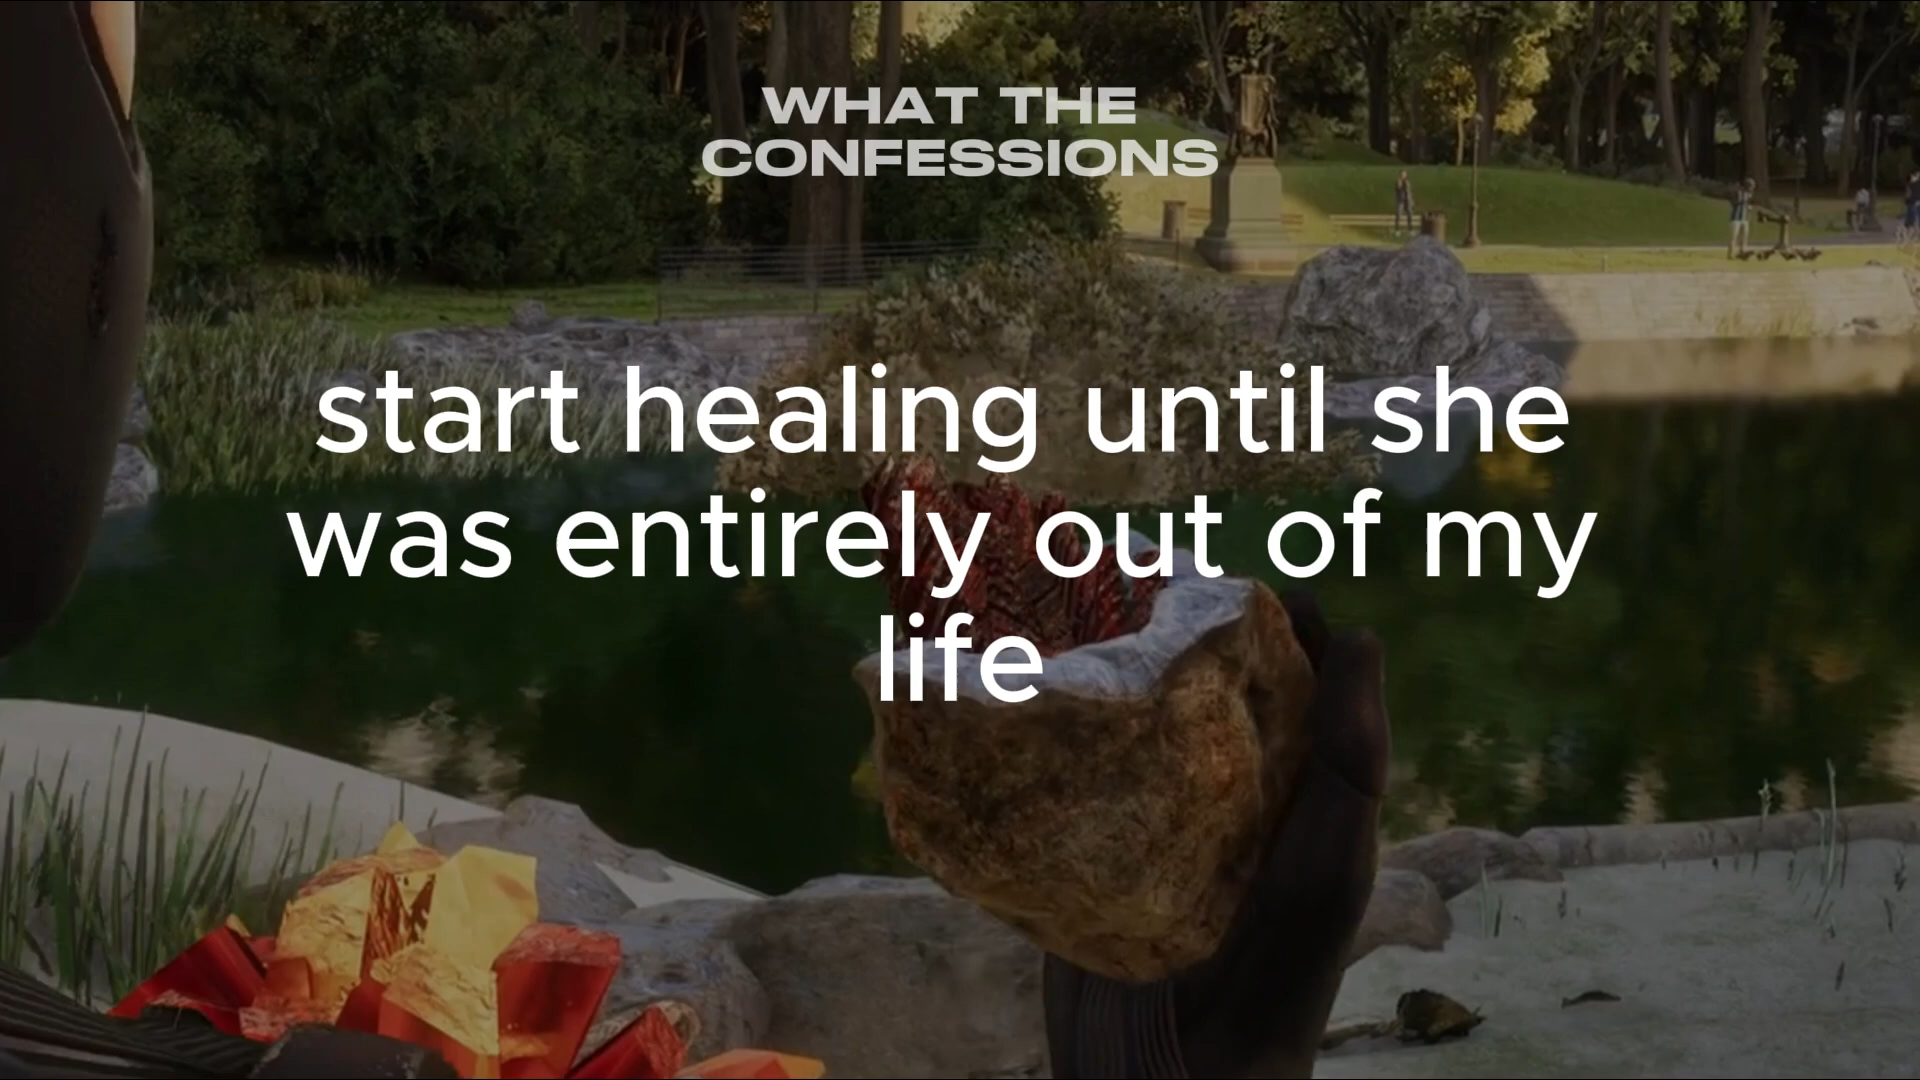 WHAT THE
CONFESSIONS
start healing until she
was entirely out of my
life